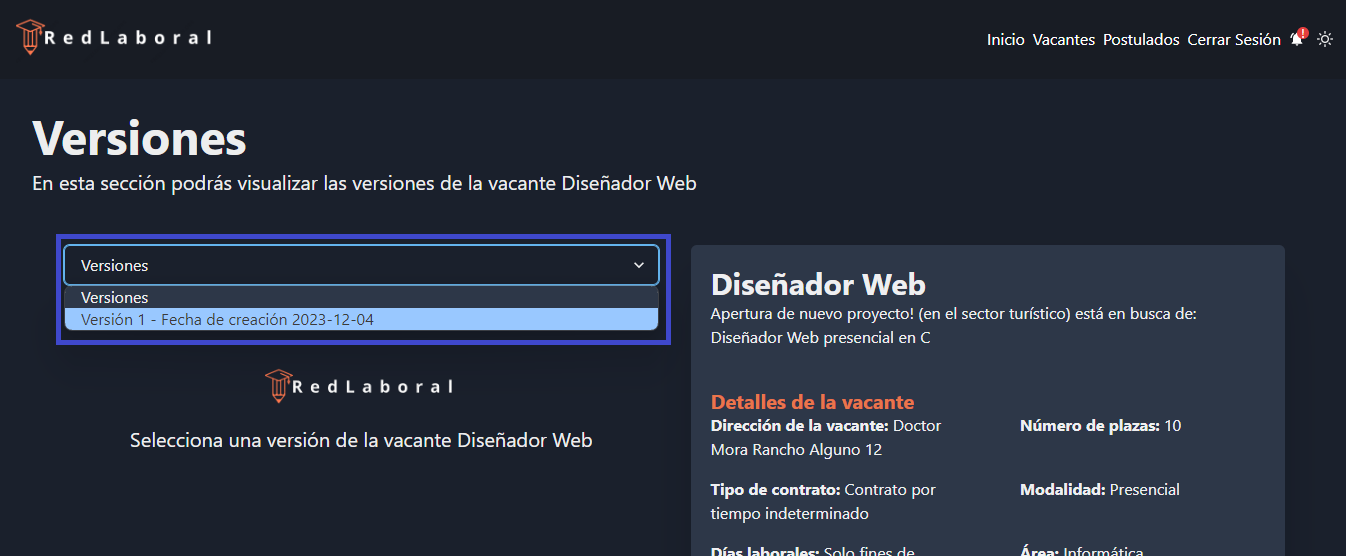 RedLaboral
Inicio Vacantes Postulados Cerrar Sesión
Versiones
En esta sección podrás visualizar las versiones de la vacante Diseñador Web
Versiones
Versiones
Versión 1 - Fecha de creación 2023-12-04
RedLaboral
Selecciona una versión de la vacante Diseñador Web
Diseñador Web
Apertura de nuevo proyecto! (en el sector turístico) está en busca de:
Diseñador Web presencial en C
Detalles de la vacante
Dirección de la vacante: Doctor
Mora Rancho Alguno 12
Número de plazas: 10
Tipo de contrato: Contrato por
tiempo indeterminado
Modalidad: Presencial
Días laborales: Solo fines de
Área: Informática